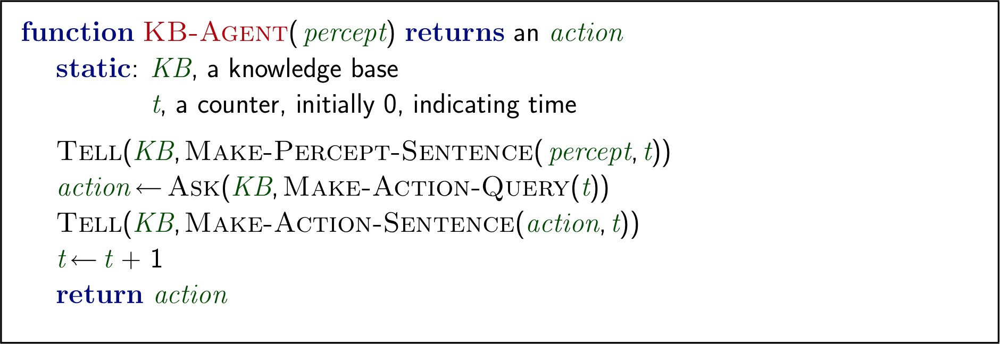 function KB-AGENT( percept) returns an action
static: KB, a knowledge base
t, a counter, initially 0, indicating time
TELL(KB, MAKE-PERCEPT-SENTENCE( percept, t))
action ← ASK(KB, MAKE-ACTION-QUERY(t))
TELL(KB, MAKE-ACTION-SENTENCE(action, t))
t ← t + 1
return action